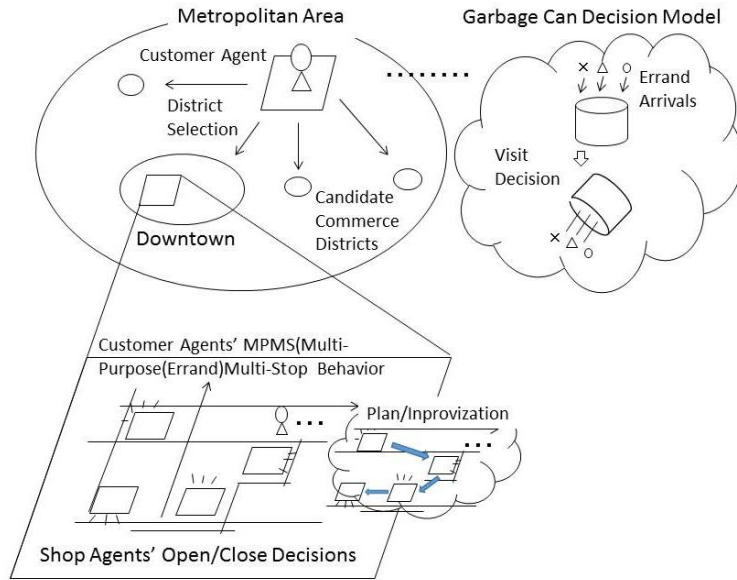 Metropolitan Area
Garbage Can Decision Model
Customer Agent
District
Selection
Errand
Arrivals
Visit
Decision
Candidate
Commerce
Districts
Downtown
Customer Agents' MPMS(Multi-
Purpose(Errand)Multi-Stop Behavior
Plan/Inprovization
Shop Agents' Open/Close Decisions